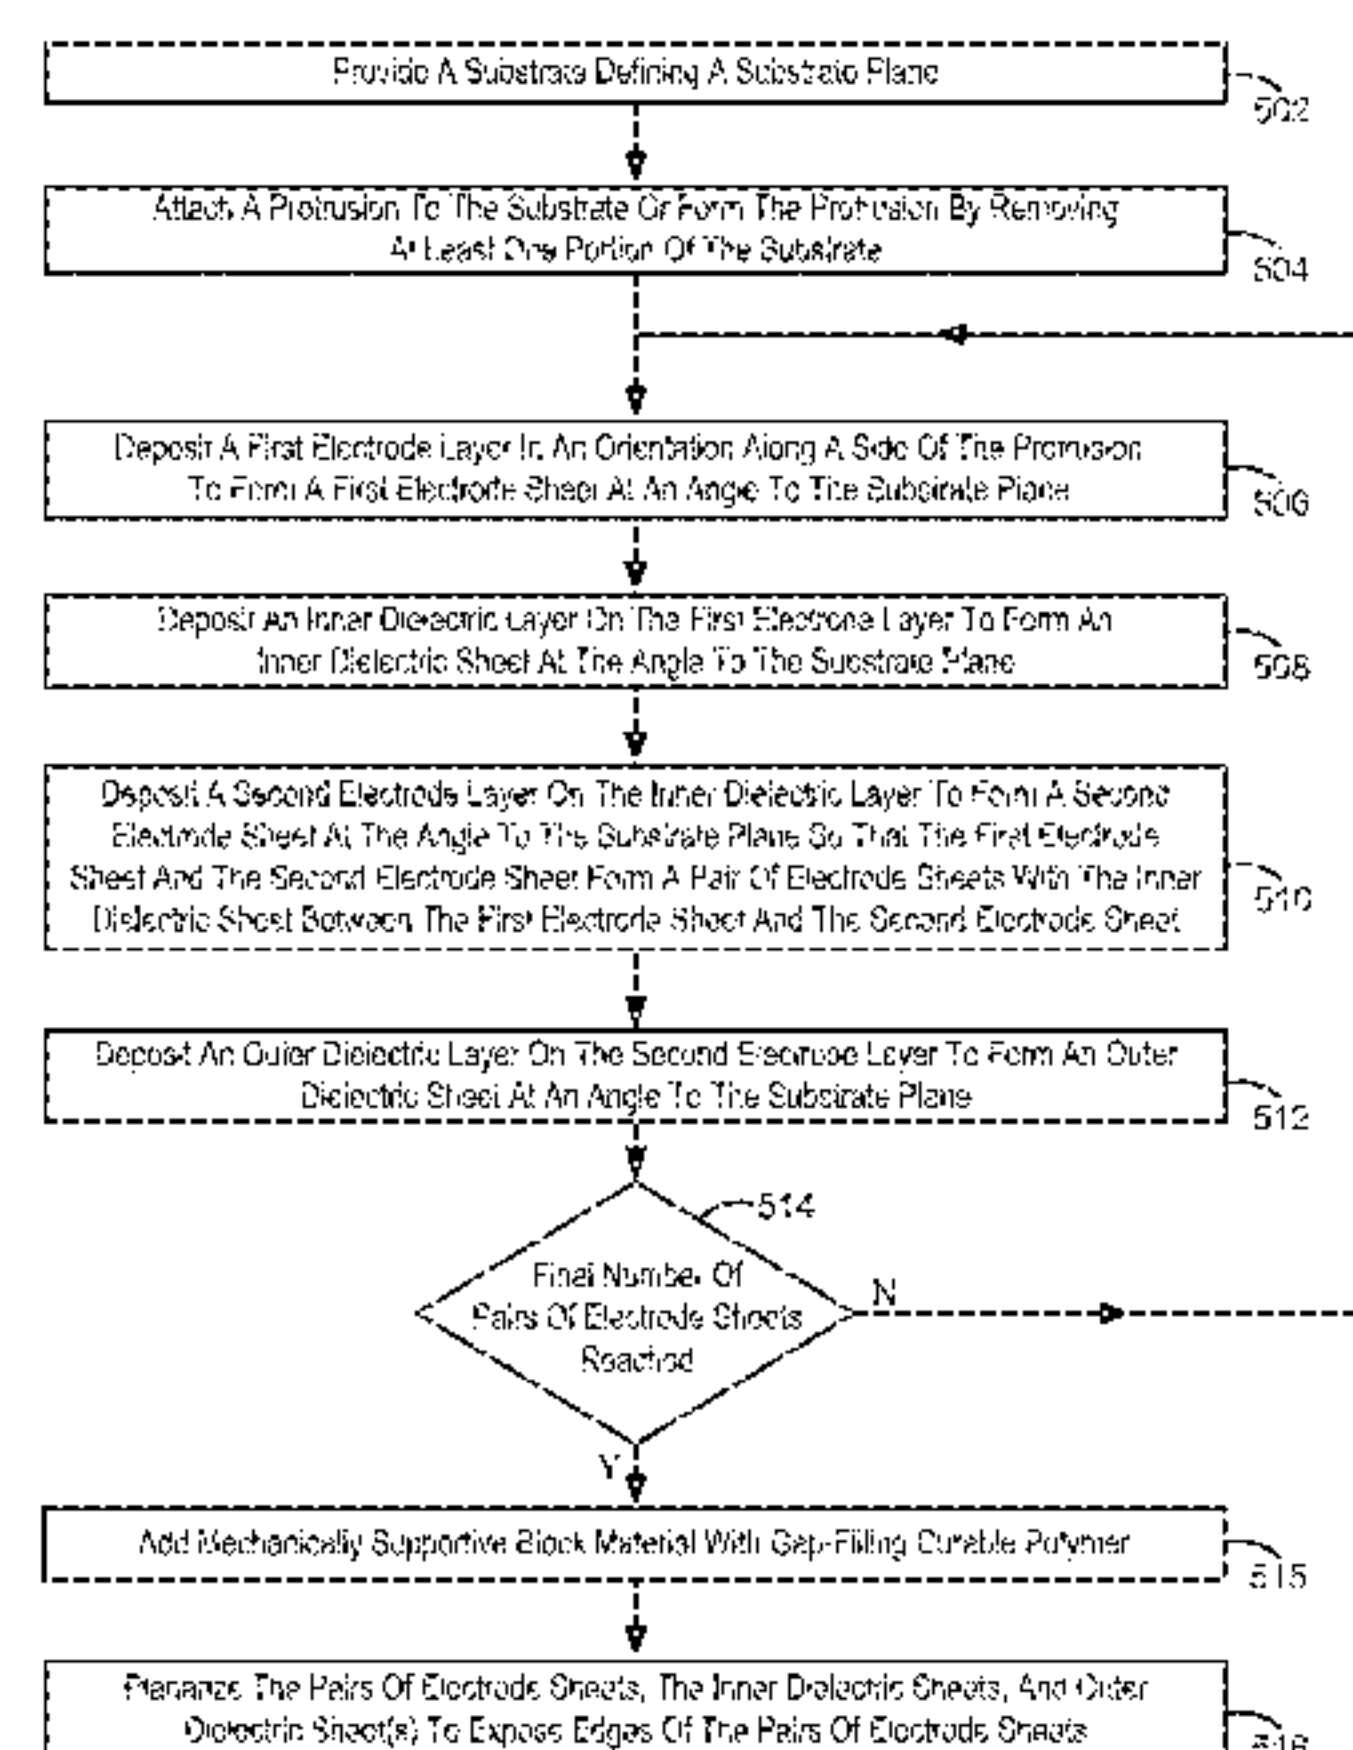 Provide A Substrate Defining A Substrate Plane
502
Attach A Protrusion To The Substrate Or Form The Protrusion By Removing
At Least One Portion Of The Substrate
504
Deposit A First Electrode Layer In An Orientation Along A Side Of The Protrusion
To Form A First Electrode Sheet At An Angle To The Substrate Plane
506
Deposit An Inner Dielectric Layer On The First Electrode Layer To Form An
Inner Dielectric Sheet At The Angle To The Substrate Plane
508
Deposit A Second Electrode Layer On The Inner Dielectric Layer To Form A Second
Electrode Sheet At The Angle To The Substrate Plane So That The First Electrode
Sheet And The Second Electrode Sheet Form A Pair Of Electrode Sheets With The Inner
Dielectric Sheet Between The First Electrode Sheet And The Second Electrode Sheet
510
Deposit An Outer Dielectric Layer On The Second Electrode Layer To Form An Outer
Dielectric Sheet At An Angle To The Substrate Plane
512
514
Final Number Of
Pairs Of Electrode Sheets
Reached
N
Y
Add Mechanically Supportive Block Material With Gap-Filling Curable Polymer
515
Planarize The Pairs Of Electrode Sheets, The Inner Dielectric Sheets, And Outer
Dielectric Sheet(s) To Expose Edges Of The Pairs Of Electrode Sheets